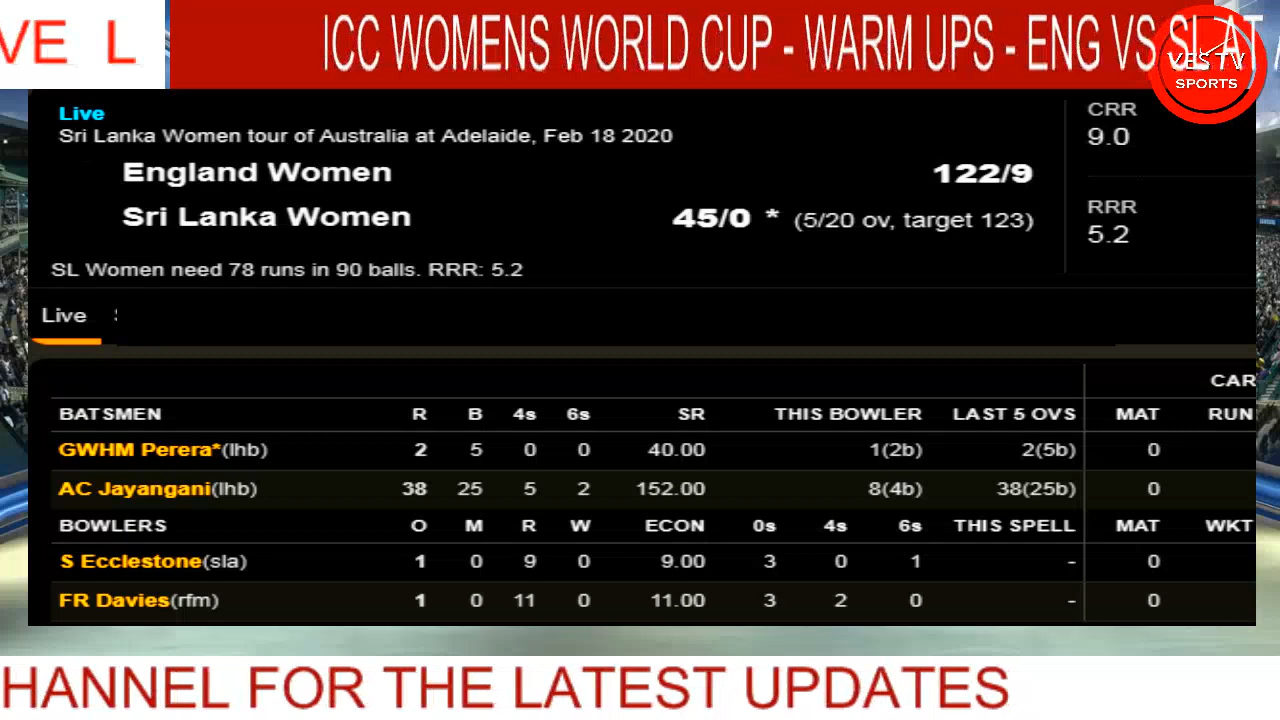 VE L
ICC WOMENS WORLD CUP - WARM UPS - ENG VS SL AT
VES TV
SPORTS
Live
Sri Lanka Women tour of Australia at Adelaide, Feb 18 2020
England Women 122/9
Sri Lanka Women 45/0 * (5/20 ov, target 123)
SL Women need 78 runs in 90 balls. RRR: 5.2
CRR
9.0
RRR
5.2
Live
CAR
BATSMEN R B 4s 6s SR THIS BOWLER LAST 5 OVS MAT RUN
GWHM Perera*(lhb) 2 5 0 0 40.00 1(2b) 2(5b) 0
AC Jayangani(lhb) 38 25 5 2 152.00 8(4b) 38(25b) 0
BOWLERS O M R W ECON 0s 4s 6s THIS SPELL MAT WKT
S Ecclestone(sla) 1 0 9 0 9.00 3 0 1 - 0
FR Davies(rfm) 1 0 11 0 11.00 3 2 0 - 0
HANNEL FOR THE LATEST UPDATES